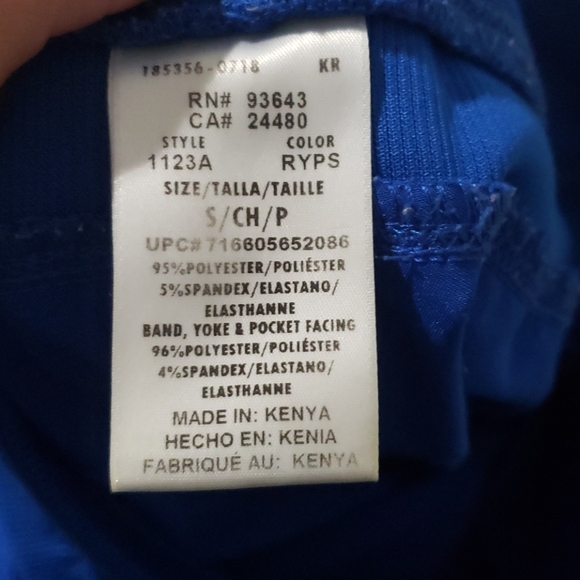 185356-0718 KR
RN# 93643
CA# 24480
STYLE COLOR
1123A RYPS
SIZE/TALLA/TAILLE
S/CH/P
UPC# 716605652086
95%POLYESTER/POLIÉSTER
5%SPANDEX/ELASTANO/
ELASTHANNE
BAND, YOKE & POCKET FACING
96%POLYESTER/POLIÉSTER
4%SPANDEX/ELASTANO/
ELASTHANNE
MADE IN: KENYA
HECHO EN: KENIA
FABRIQUÉ AU: KENYA